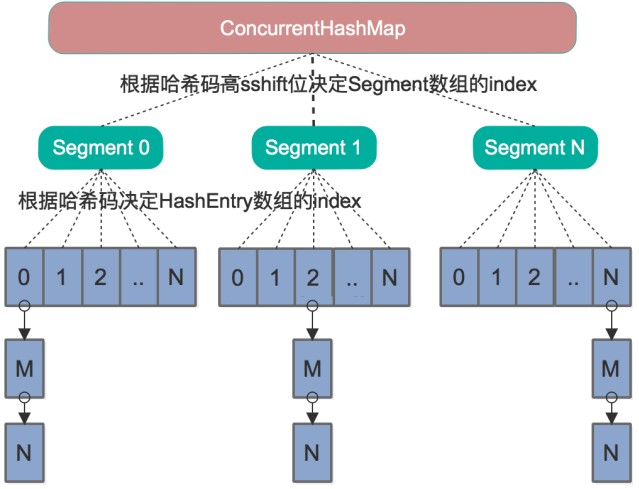 ConcurrentHashMap
根据哈希码高sshift位决定Segment数组的index
Segment 0 Segment 1 Segment N
根据哈希码决定HashEntry数组的index
0 1 2 .. N 0 1 2 .. N 0 1 2 .. N
M M M
N N N